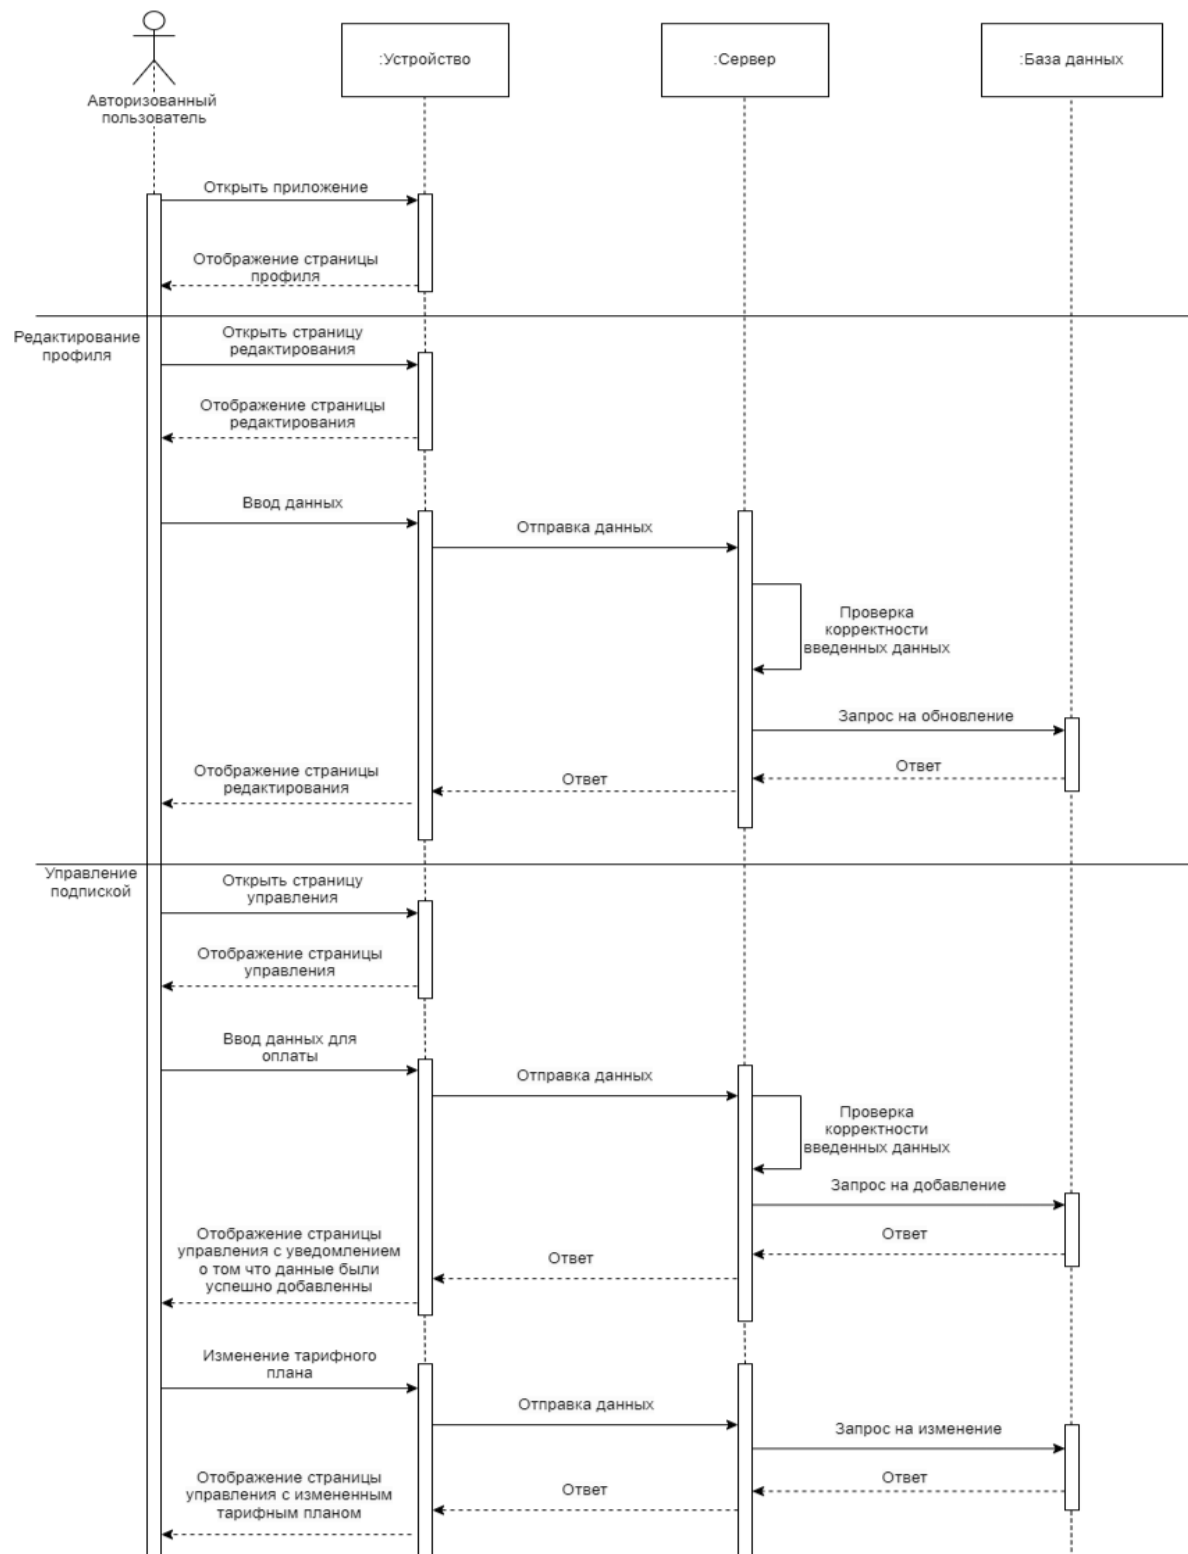 Авторизованный
пользователь
:Устройство
:Сервер
:База данных
Открыть приложение
Отображение страницы
профиля
Редактирование
профиля
Открыть страницу
редактирования
Отображение страницы
редактирования
Ввод данных
Отправка данных
Проверка
корректности
введенных данных
Запрос на обновление
Ответ
Ответ
Отображение страницы
редактирования
Управление
подпиской
Открыть страницу
управления
Отображение страницы
управления
Ввод данных для
оплаты
Отправка данных
Проверка
корректности
введенных данных
Запрос на добавление
Ответ
Ответ
Отображение страницы
управления с уведомлением
о том что данные были
успешно добавленны
Изменение тарифного
плана
Отправка данных
Запрос на изменение
Ответ
Ответ
Отображение страницы
управления с измененным
тарифным планом